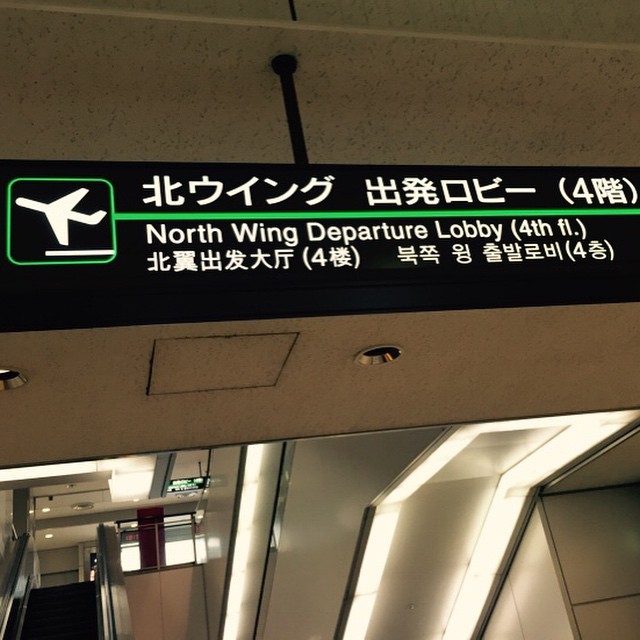 北ウイング 出発ロビー（4階）
North Wing Departure Lobby (4th fl.)
北翼出发大厅(4楼) 북쪽 윙 출발로비(4층)